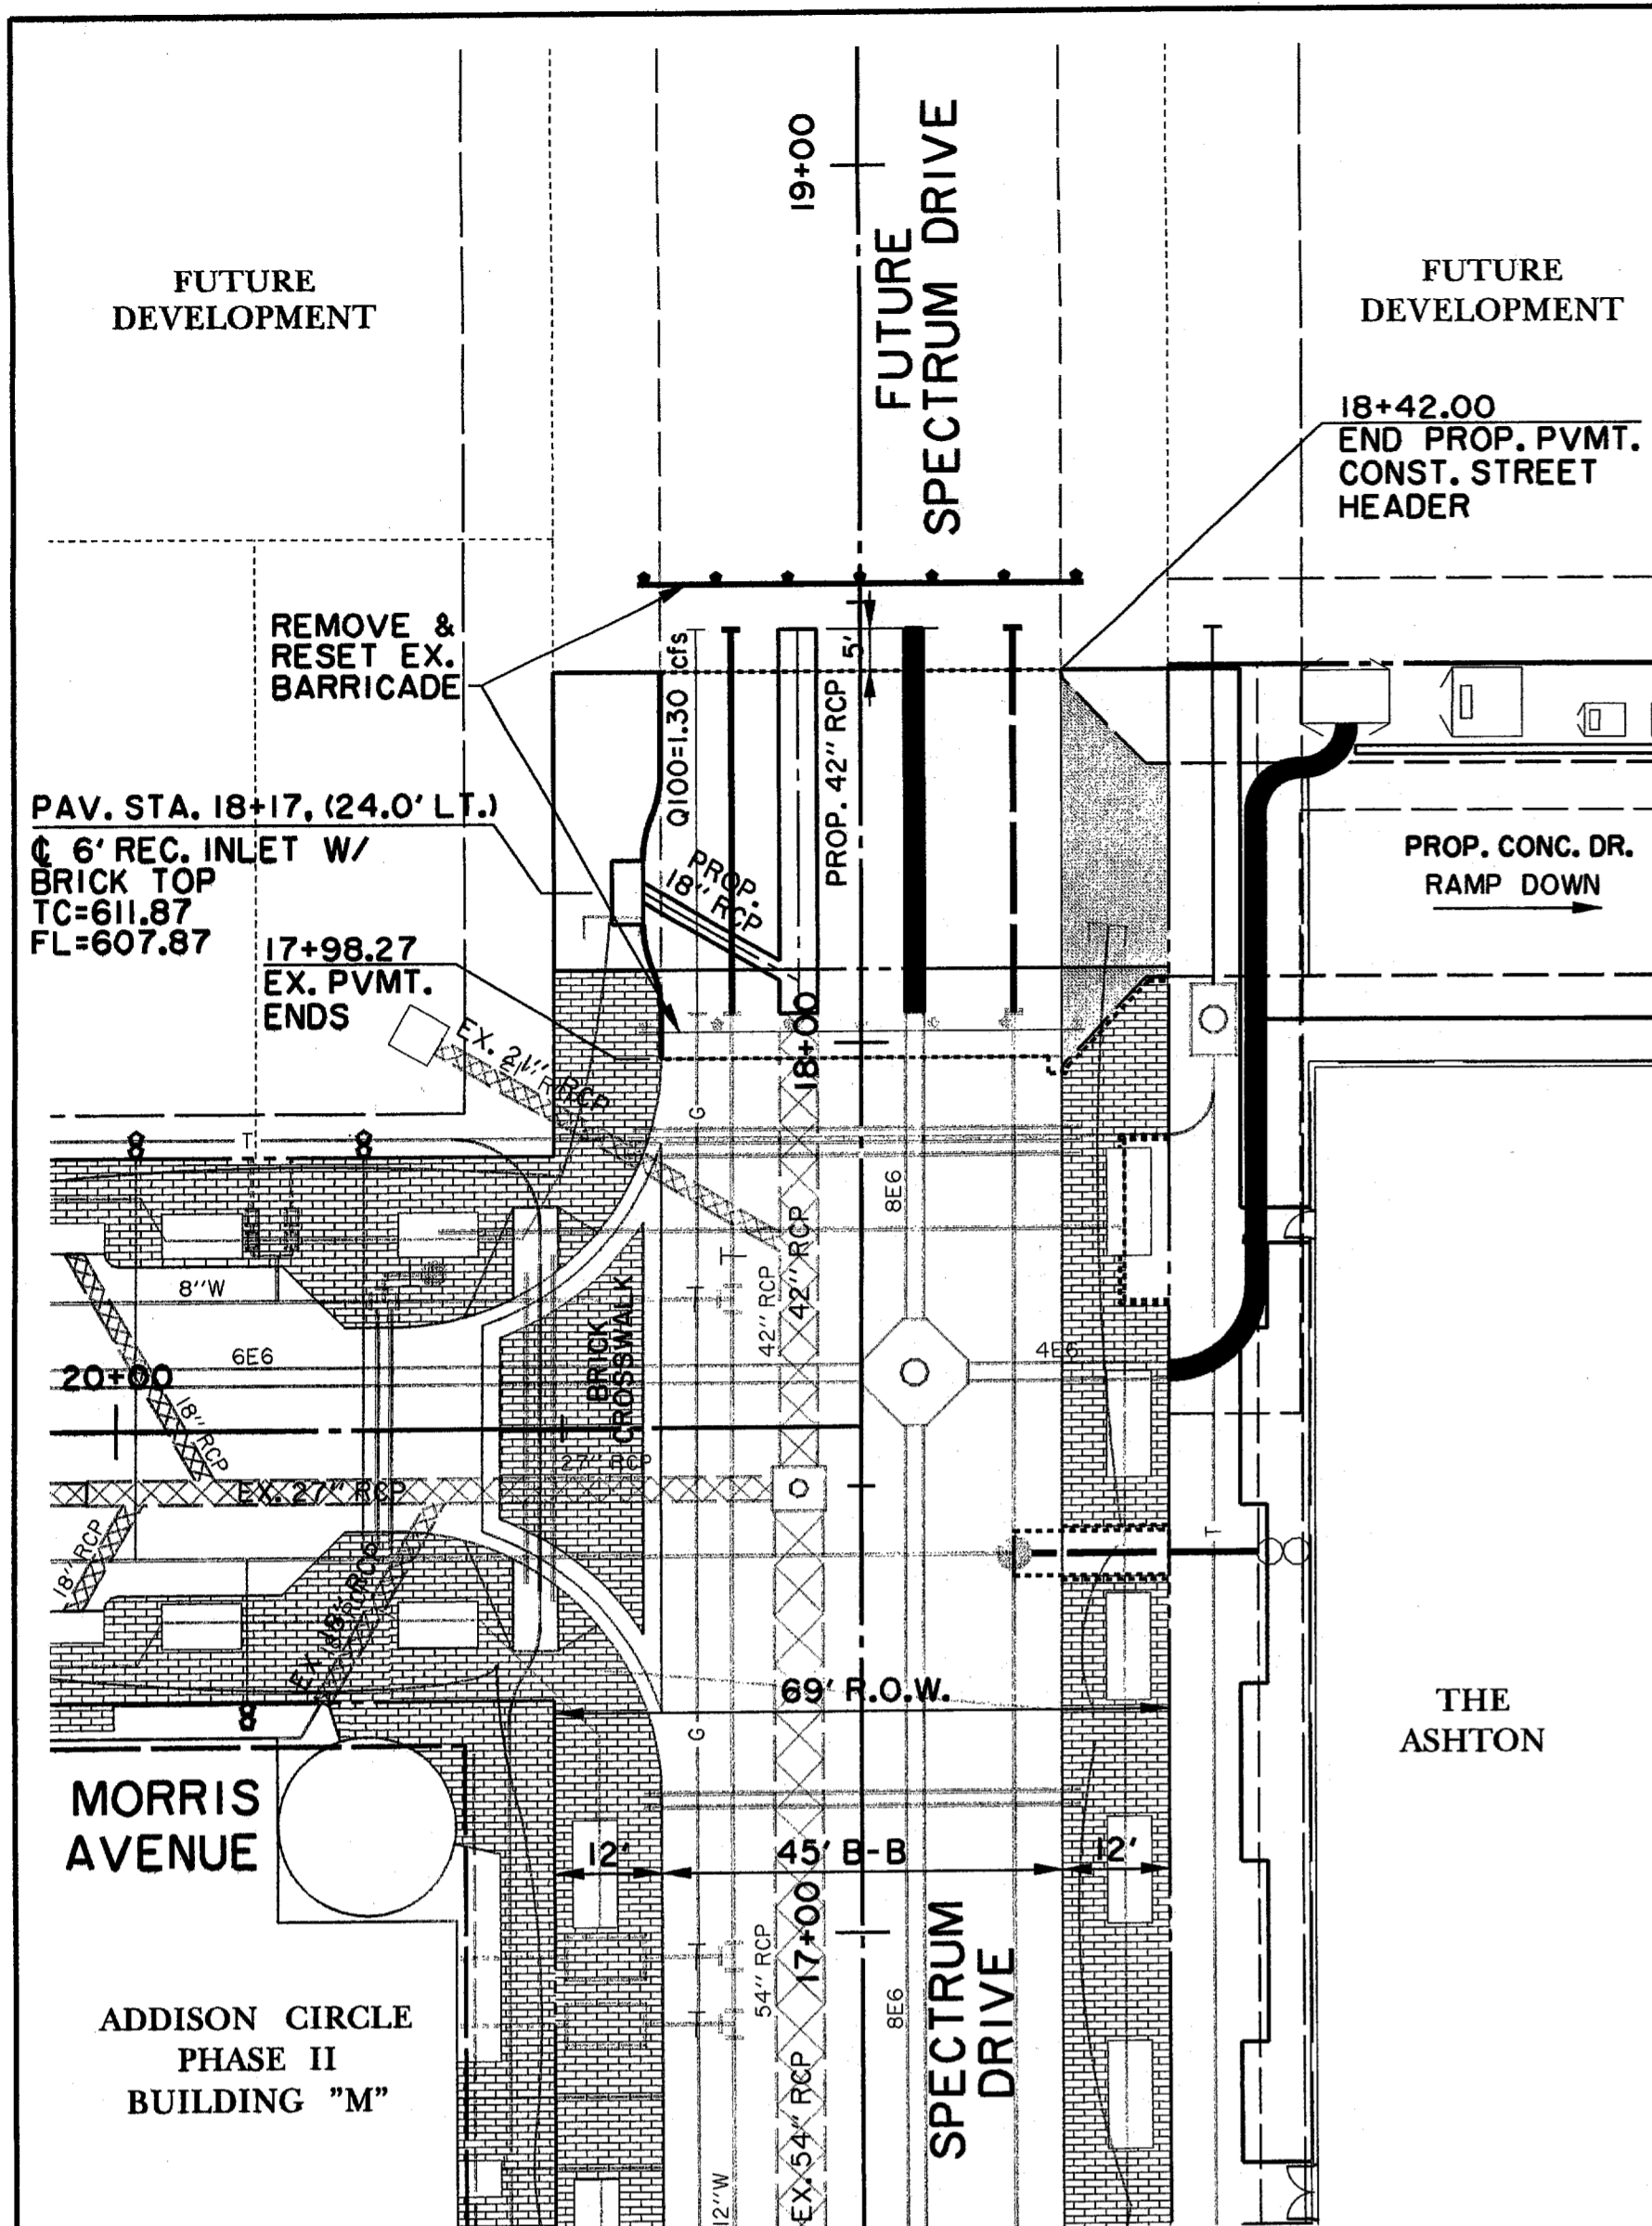 19+00
FUTURE
SPECTRUM DRIVE
FUTURE
DEVELOPMENT
FUTURE
DEVELOPMENT
18+42.00
END PROP. PVMT.
CONST. STREET
HEADER
REMOVE &
RESET EX.
BARRICADE
Q100=1.30 cfs
5'
PROP. 42" RCP
PROP.
18" RCP
PAV. STA. 18+17, (24.0' LT.)
℄ 6' REC. INLET W/
BRICK TOP
TC=611.87
FL=607.87
17+98.27
EX. PVMT.
ENDS
PROP. CONC. DR.
RAMP DOWN
18+00
EX. 21" RCP
G
T
8E6
42" RCP
42" RCP
8"W
6E6
4E6
BRICK
CROSSWALK
20+00
18" RCP
27" RCP
EX. 27" RCP
18" RCP
EX. 18" RCP
T
69' R.O.W.
G
THE
ASHTON
MORRIS
AVENUE
12'
45' B-B
12'
17+00
54" RCP
8E6
SPECTRUM
DRIVE
ADDISON CIRCLE
PHASE II
BUILDING "M"
12"W
EX. 54" RCP